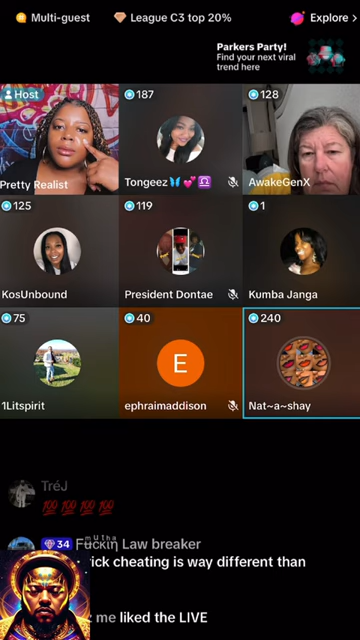 Multi-guest
League C3 top 20%
Explore >
Parkers Party!
Find your next viral
trend here
Host
Pretty Realist
187
Tongeez🦋💕♎
128
AwakeGenX
125
KosUnbound
119
President Dontae
1
Kumba Janga
75
1Litspirit
40
E
ephraimaddison
240
Nat~a~shay
TréJ
💯💯💯💯
34
Law breaker
rick cheating is way different than
me liked the LIVE